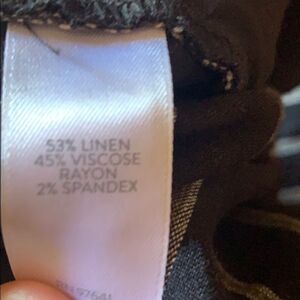 53% LINEN
45% VISCOSE
RAYON
2% SPANDEX